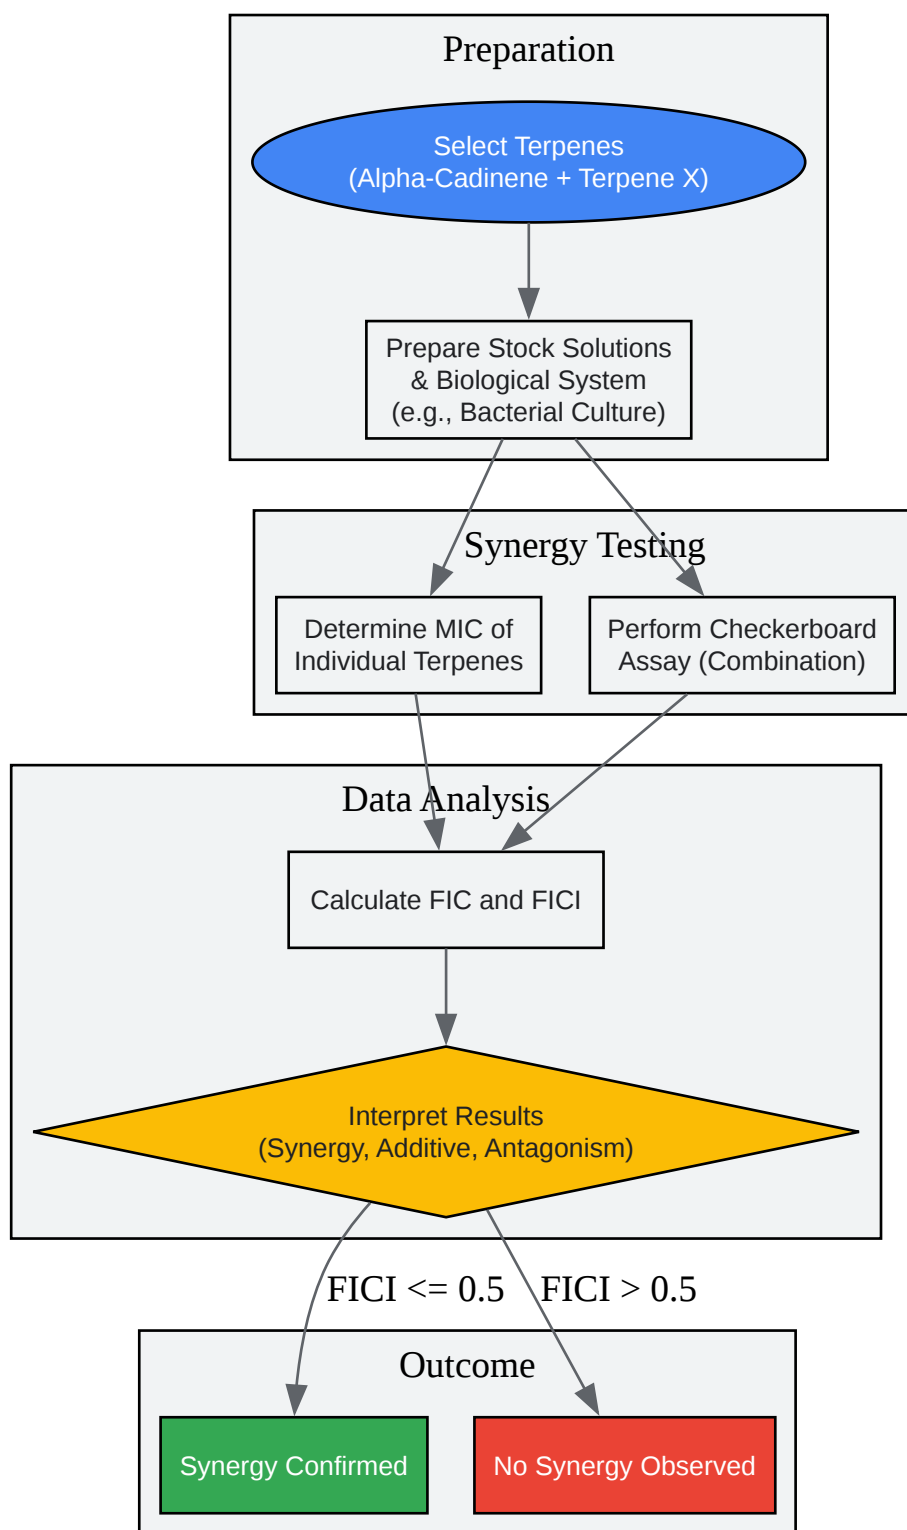 Preparation
Select Terpenes
(Alpha-Cadinene + Terpene X)
Prepare Stock Solutions
& Biological System
(e.g., Bacterial Culture)
Synergy Testing
Determine MIC of
Individual Terpenes
Perform Checkerboard
Assay (Combination)
Data Analysis
Calculate FIC and FICI
Interpret Results
(Synergy, Additive, Antagonism)
FICI <= 0.5
FICI > 0.5
Outcome
Synergy Confirmed
No Synergy Observed